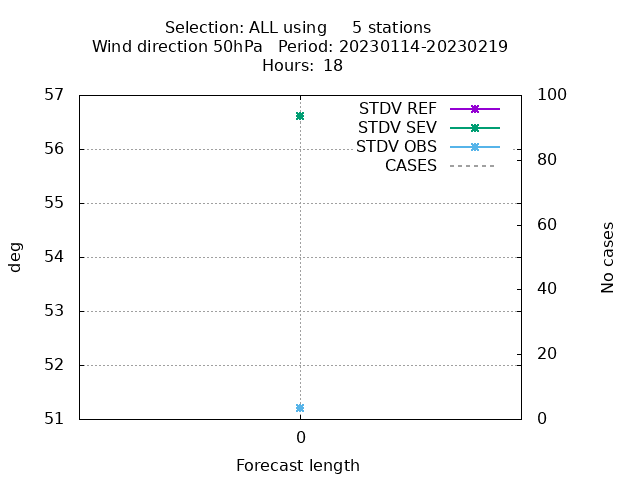 Selection: ALL using     5 stations
Wind direction 50hPa   Period: 20230114-20230219
Hours: 18
57
100
STDV REF
STDV SEV
STDV OBS
CASES
56
80
55
60
deg
54
No cases
40
53
52
20
51
0
0
Forecast length